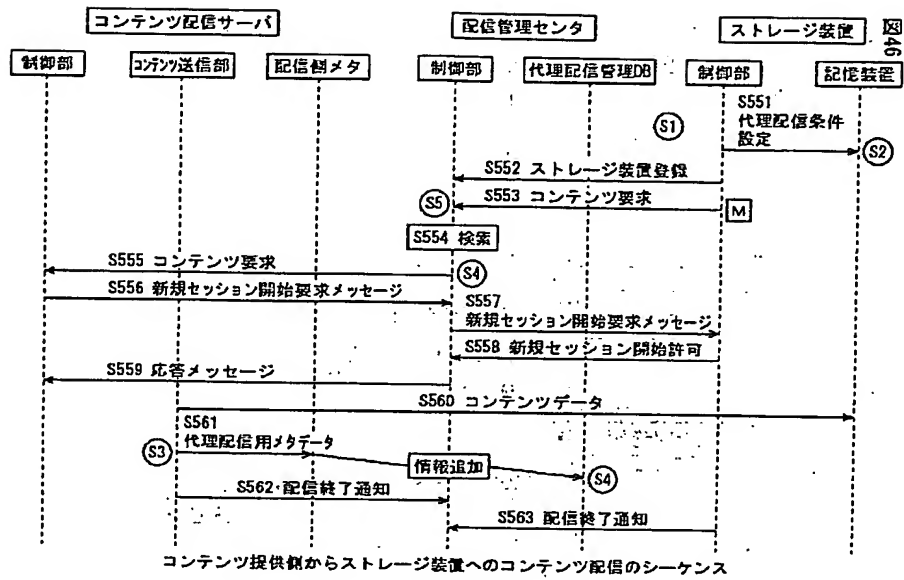 図46
コンテンツ配信サーバ
配信管理センタ
ストレージ装置
制御部
コンテンツ送信部
配信側メタ
制御部
代理配信管理DB
制御部
記憶装置
S1
S551
代理配信条件
設定
S2
S552 ストレージ装置登録
S5
S553 コンテンツ要求
M
S554 検索
S555 コンテンツ要求
S4
S556 新規セッション開始要求メッセージ
S557
新規セッション開始要求メッセージ
S558 新規セッション開始許可
S559 応答メッセージ
S560 コンテンツデータ
S561
代理配信用メタデータ
S3
情報追加
S4
S562 配信終了通知
S563 配信終了通知
コンテンツ提供側からストレージ装置へのコンテンツ配信のシーケンス